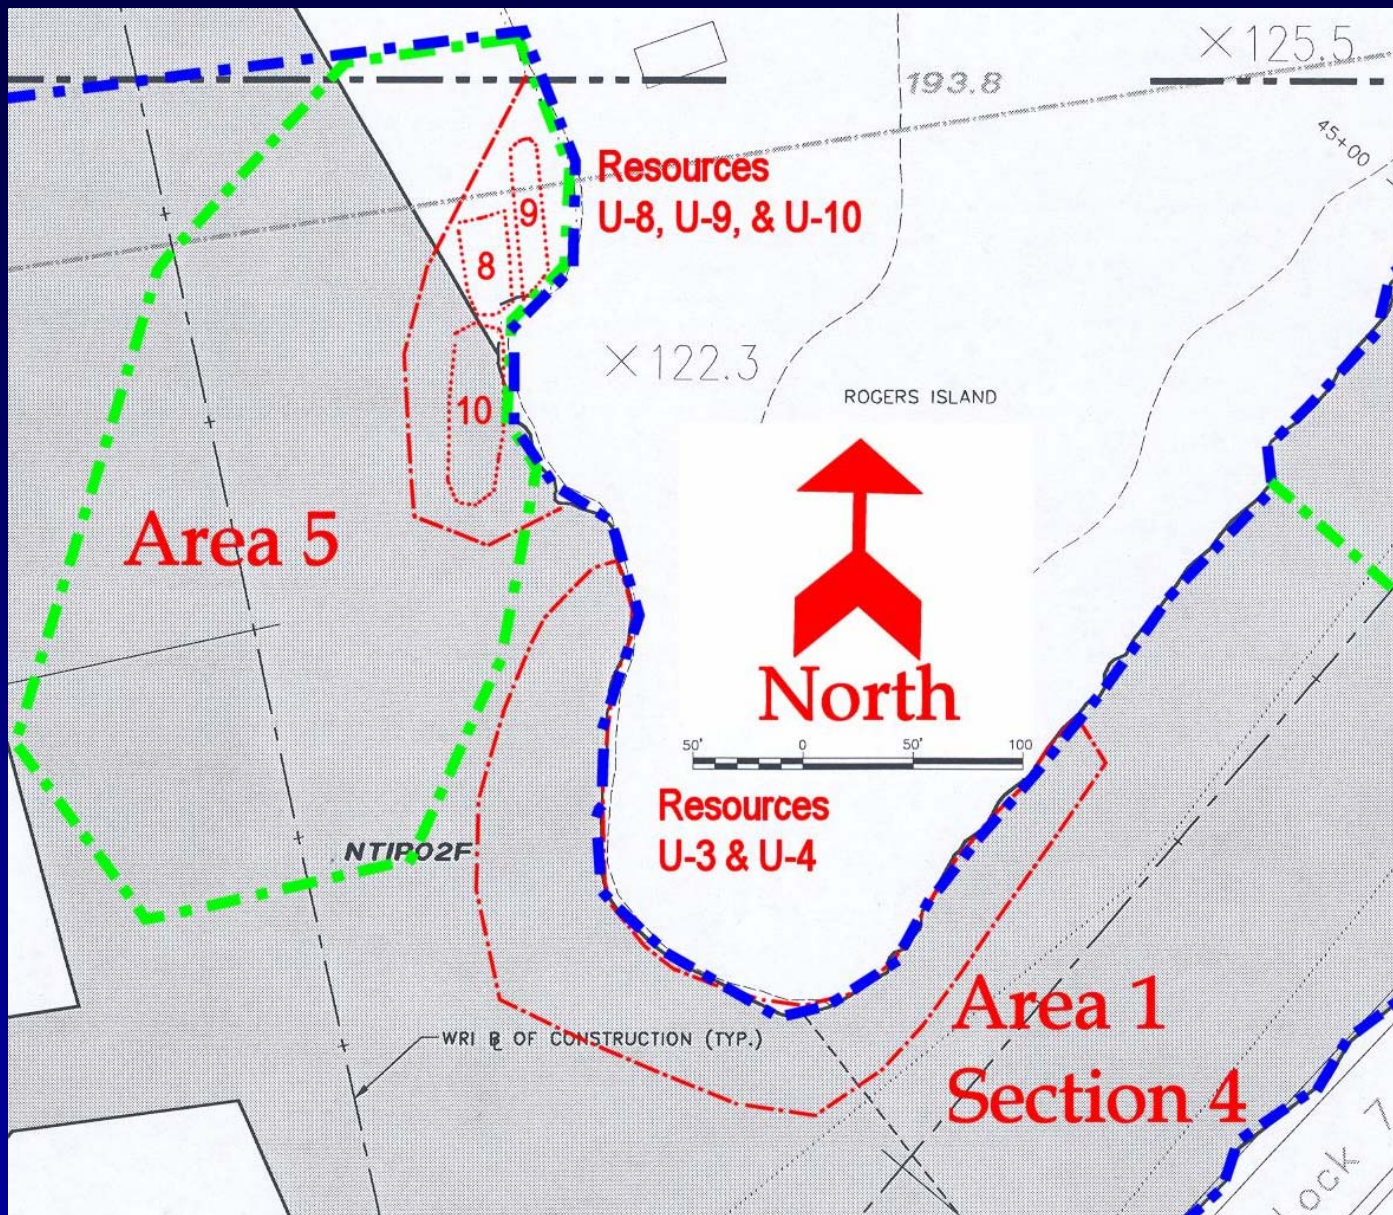 ×125.5
193.8
45+00
Resources
U-8, U-9, & U-10
9
8
×122.3
10
ROGERS ISLAND
Area 5
North
50' 0 50' 100
Resources
U-3 & U-4
NTIP02F
Area 1
Section 4
WRI ⅊ OF CONSTRUCTION (TYP.)
Lock 7